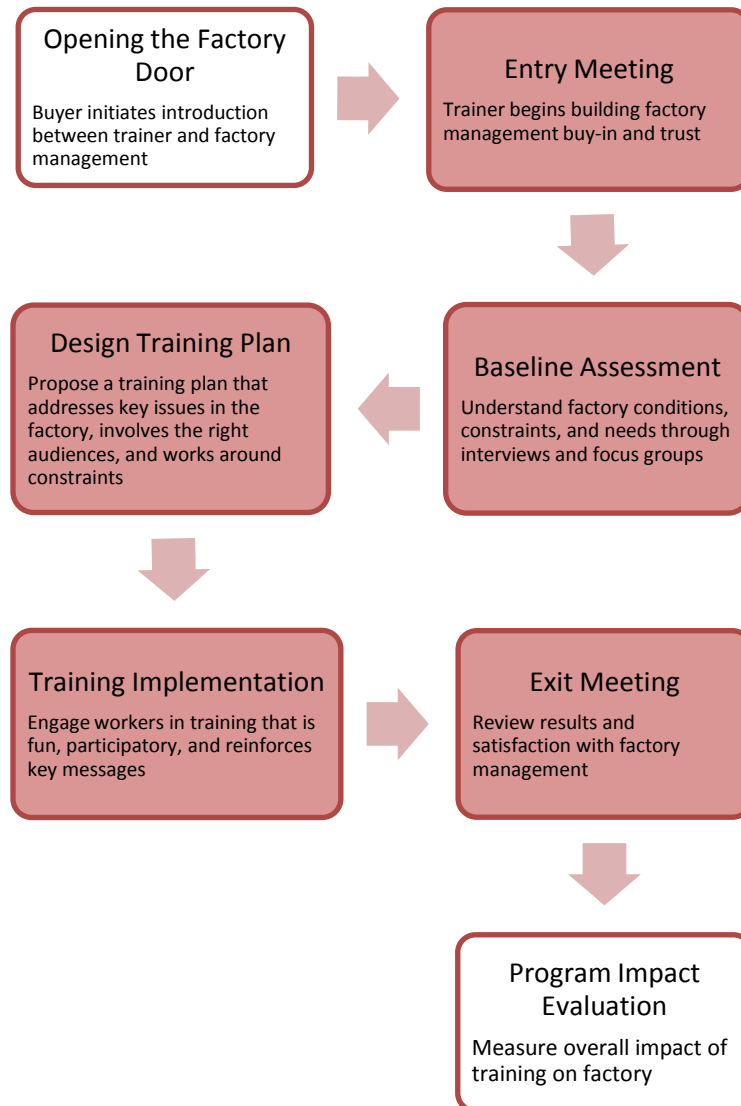 Opening the Factory
Door
Buyer initiates introduction
between trainer and factory
management
Entry Meeting
Trainer begins building factory
management buy-in and trust
Baseline Assessment
Understand factory conditions,
constraints, and needs through
interviews and focus groups
Design Training Plan
Propose a training plan that
addresses key issues in the
factory, involves the right
audiences, and works around
constraints
Training Implementation
Engage workers in training that is
fun, participatory, and reinforces
key messages
Exit Meeting
Review results and
satisfaction with factory
management
Program Impact
Evaluation
Measure overall impact of
training on factory